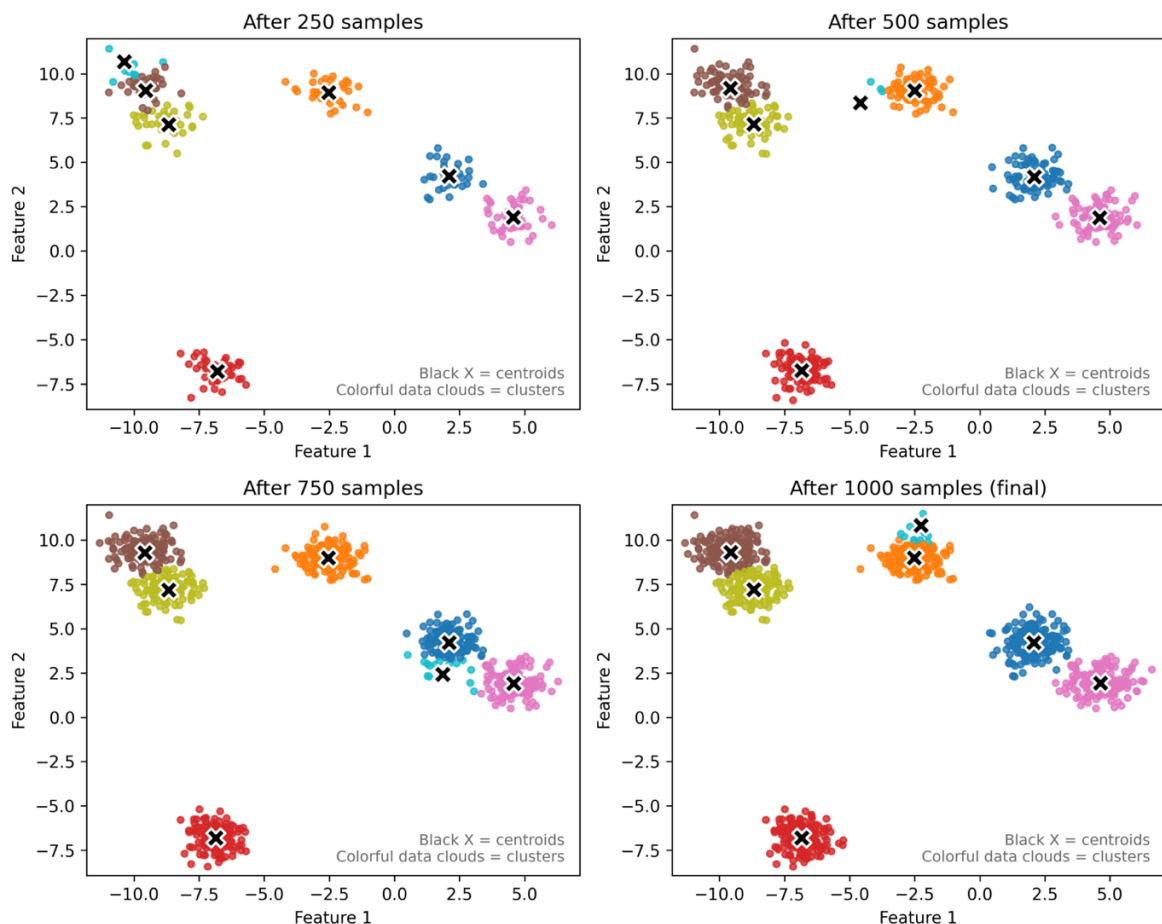 After 250 samples
10.0
7.5
5.0
2.5
0.0
−2.5
−5.0
−7.5
Feature 2
Black X = centroids
Colorful data clouds = clusters
−10.0 −7.5 −5.0 −2.5 0.0 2.5 5.0
Feature 1
After 500 samples
10.0
7.5
5.0
2.5
0.0
−2.5
−5.0
−7.5
Feature 2
Black X = centroids
Colorful data clouds = clusters
−10.0 −7.5 −5.0 −2.5 0.0 2.5 5.0
Feature 1
After 750 samples
10.0
7.5
5.0
2.5
0.0
−2.5
−5.0
−7.5
Feature 2
Black X = centroids
Colorful data clouds = clusters
−10.0 −7.5 −5.0 −2.5 0.0 2.5 5.0
Feature 1
After 1000 samples (final)
10.0
7.5
5.0
2.5
0.0
−2.5
−5.0
−7.5
Feature 2
Black X = centroids
Colorful data clouds = clusters
−10.0 −7.5 −5.0 −2.5 0.0 2.5 5.0
Feature 1